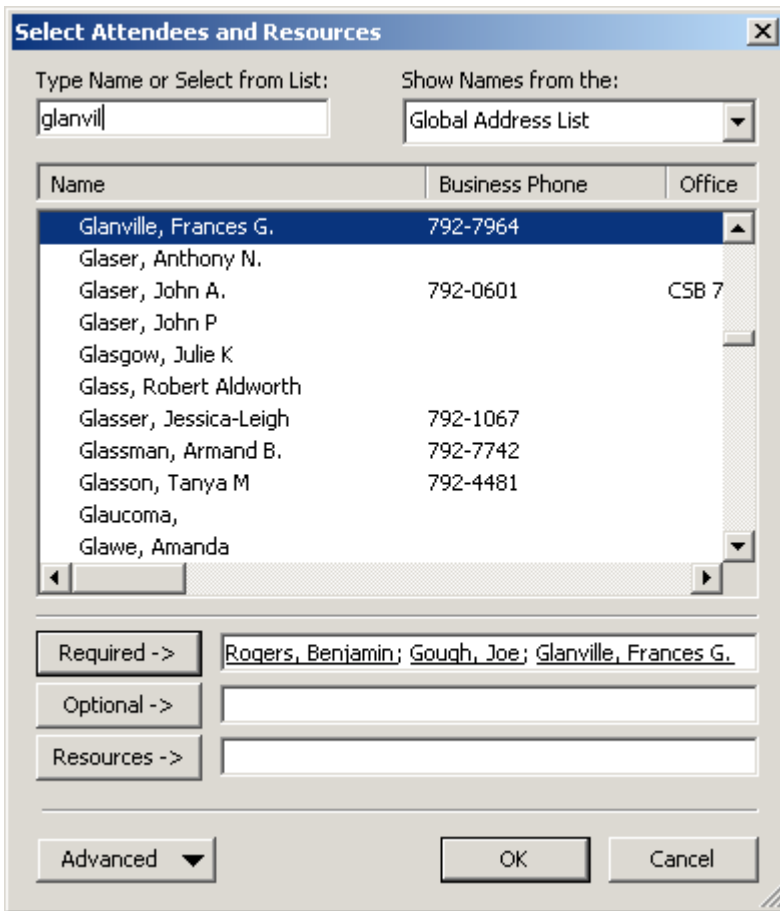 Select Attendees and Resources
Type Name or Select from List: Show Names from the:
glanvil Global Address List
Name Business Phone Office
Glanville, Frances G. 792-7964
Glaser, Anthony N.
Glaser, John A. 792-0601 CSB 7
Glaser, John P
Glasgow, Julie K
Glass, Robert Aldworth
Glasser, Jessica-Leigh 792-1067
Glassman, Armand B. 792-7742
Glasson, Tanya M 792-4481
Glaucoma,
Glawe, Amanda
Required -> Rogers, Benjamin; Gough, Joe; Glanville, Frances G.
Optional ->
Resources ->
Advanced OK Cancel